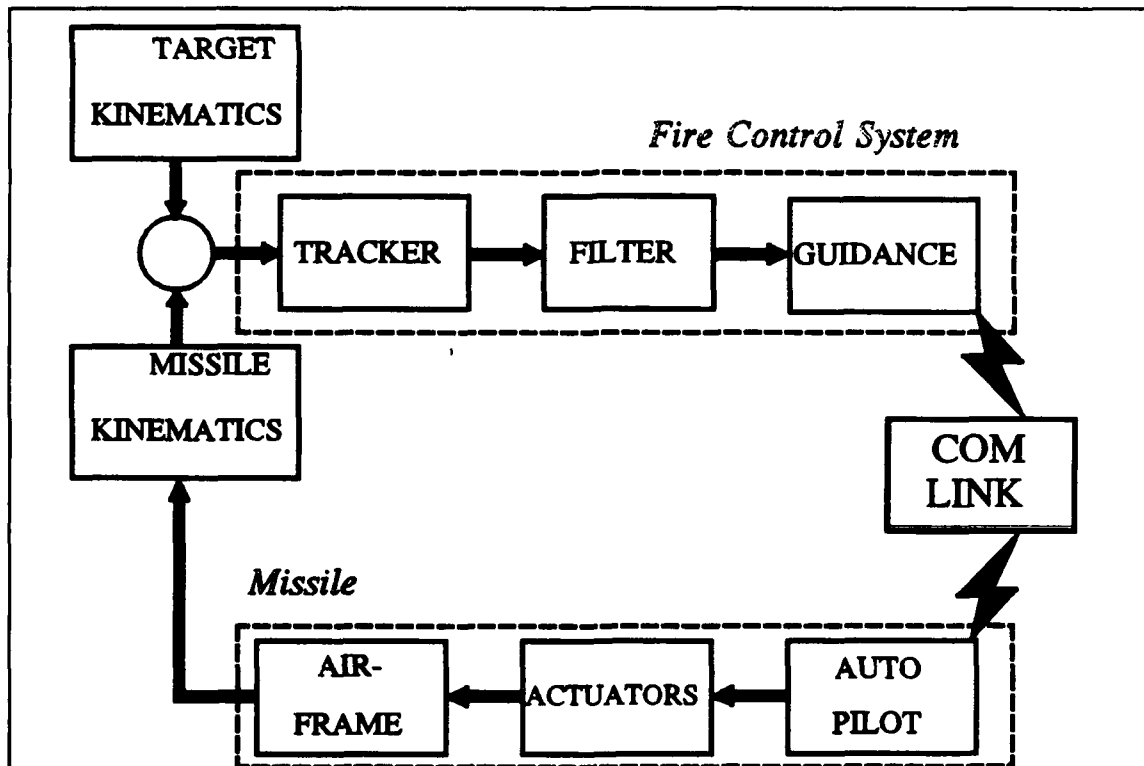 TARGET
KINEMATICS
Fire Control System
TRACKER
FILTER
GUIDANCE
MISSILE
KINEMATICS
COM
LINK
Missile
AIR-
FRAME
ACTUATORS
AUTO
PILOT